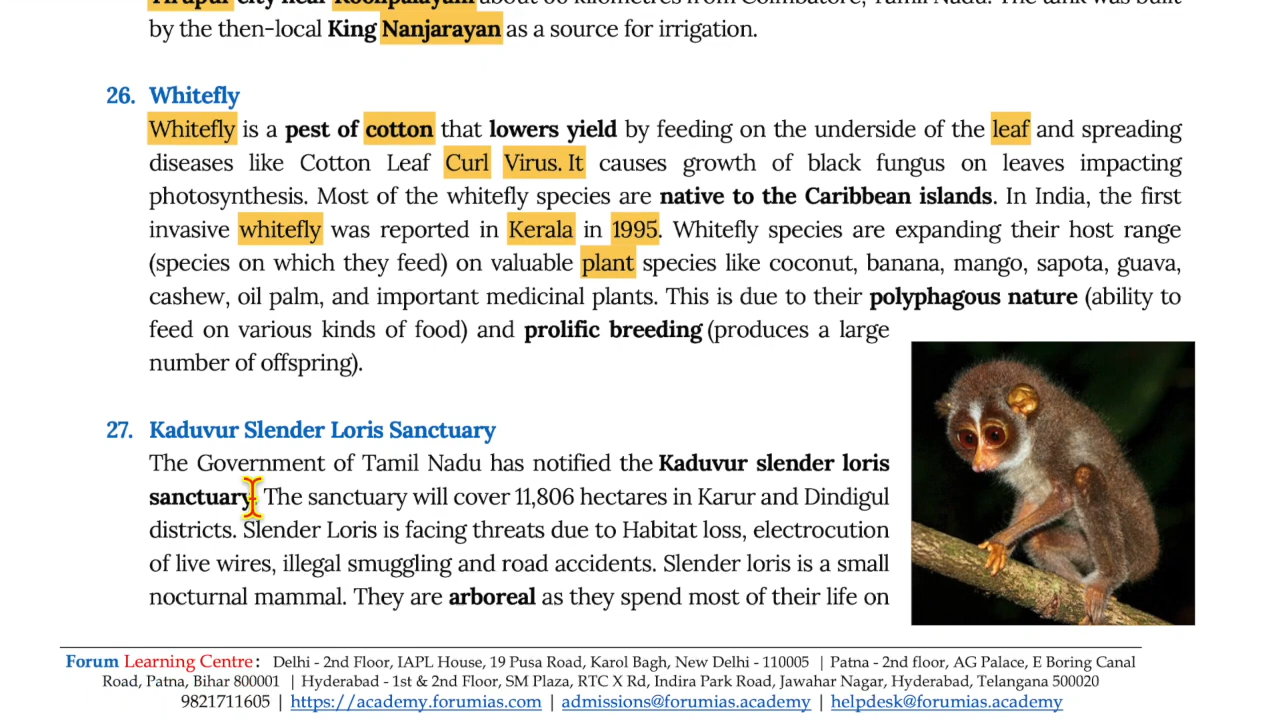 by the then-local King Nanjarayan as a source for irrigation.
26. Whitefly
Whitefly is a pest of cotton that lowers yield by feeding on the underside of the leaf and spreading
diseases like Cotton Leaf Curl Virus. It causes growth of black fungus on leaves impacting
photosynthesis. Most of the whitefly species are native to the Caribbean islands. In India, the first
invasive whitefly was reported in Kerala in 1995. Whitefly species are expanding their host range
(species on which they feed) on valuable plant species like coconut, banana, mango, sapota, guava,
cashew, oil palm, and important medicinal plants. This is due to their polyphagous nature (ability to
feed on various kinds of food) and prolific breeding (produces a large
number of offspring).
27. Kaduvur Slender Loris Sanctuary
The Government of Tamil Nadu has notified the Kaduvur slender loris
sanctuary. The sanctuary will cover 11,806 hectares in Karur and Dindigul
districts. Slender Loris is facing threats due to Habitat loss, electrocution
of live wires, illegal smuggling and road accidents. Slender loris is a small
nocturnal mammal. They are arboreal as they spend most of their life on
Forum Learning Centre: Delhi - 2nd Floor, IAPL House, 19 Pusa Road, Karol Bagh, New Delhi - 110005 | Patna - 2nd floor, AG Palace, E Boring Canal
Road, Patna, Bihar 800001 | Hyderabad - 1st & 2nd Floor, SM Plaza, RTC X Rd, Indira Park Road, Jawahar Nagar, Hyderabad, Telangana 500020
9821711605 | https://academy.forumias.com | admissions@forumias.academy | helpdesk@forumias.academy